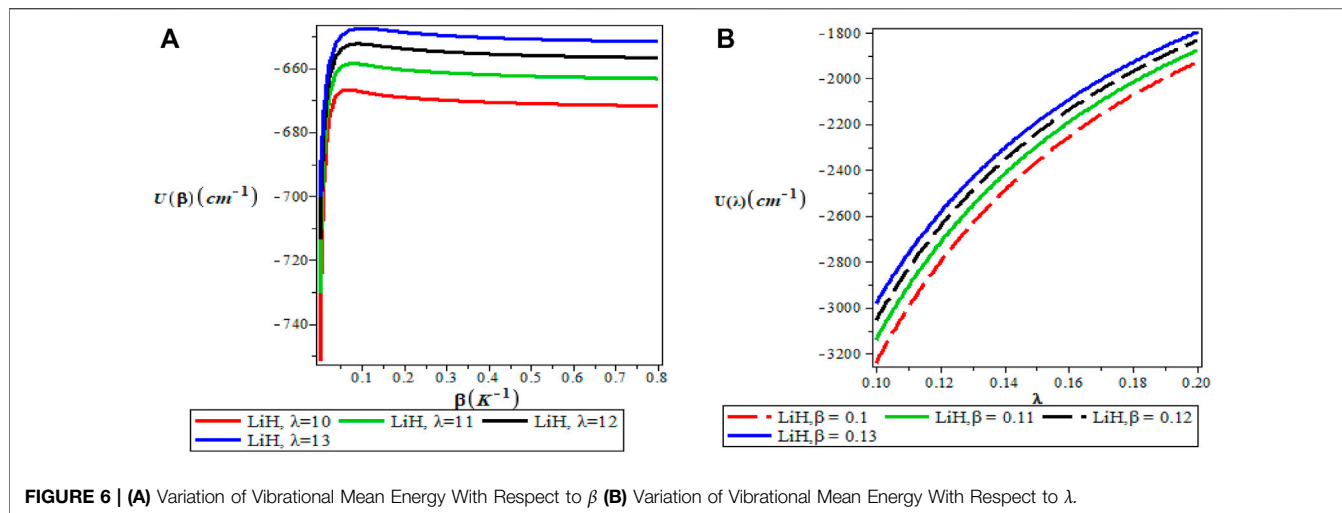 A
-660
-680
U(β)(cm⁻¹)
-700
-720
-740
0.1 0.2 0.3 0.4 0.5 0.6 0.7 0.8
β(K⁻¹)
LiH, λ=10 LiH, λ=11 LiH, λ=12
LiH, λ=13
B
-1800
-2000
-2200
-2400
U(λ)(cm⁻¹)
-2600
-2800
-3000
-3200
0.10 0.12 0.14 0.16 0.18 0.20
λ
LiH,β = 0.1 LiH,β = 0.11 LiH,β = 0.12
LiH,β = 0.13
FIGURE 6 | (A) Variation of Vibrational Mean Energy With Respect to β (B) Variation of Vibrational Mean Energy With Respect to λ.